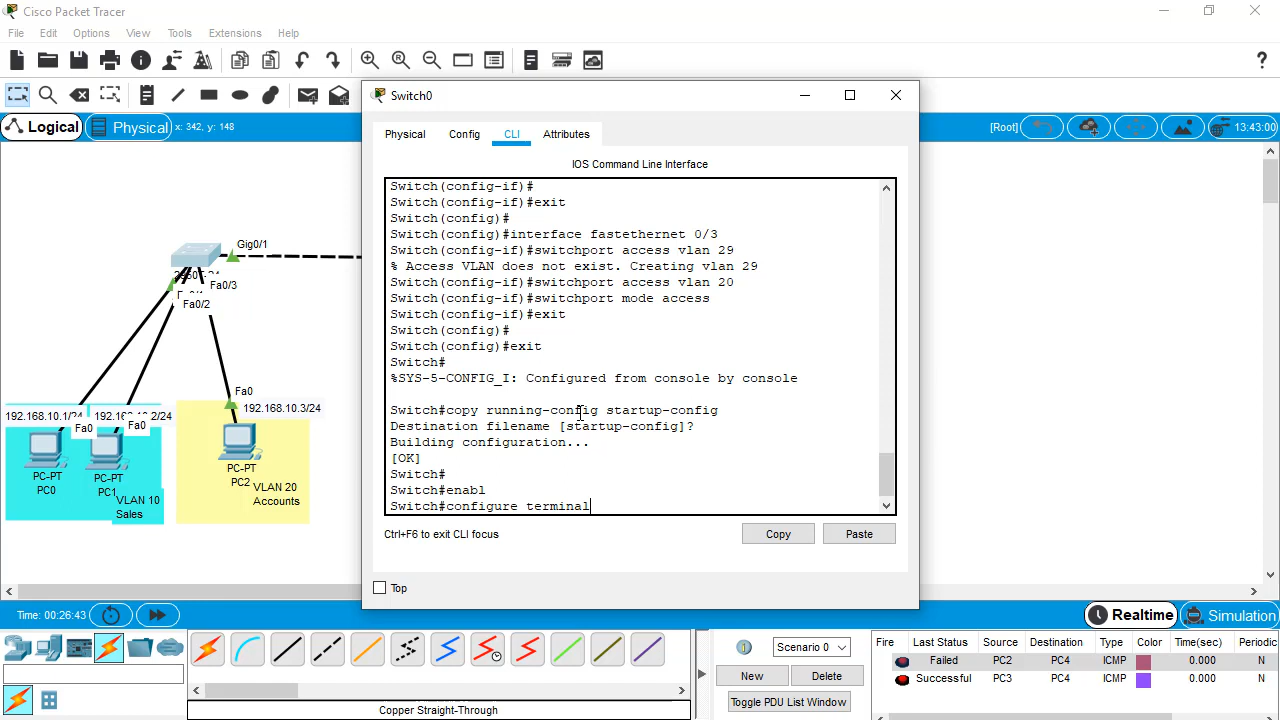 Cisco Packet Tracer
File Edit Options View Tools Extensions Help
Logical Physical x: 342, y: 148 [Root] 13:43:00
Switch0
Physical Config CLI Attributes
IOS Command Line Interface
Switch(config-if)#
Switch(config-if)#exit
Switch(config)#
Switch(config)#interface fastethernet 0/3
Switch(config-if)#switchport access vlan 29
% Access VLAN does not exist. Creating vlan 29
Switch(config-if)#switchport access vlan 20
Switch(config-if)#switchport mode access
Switch(config-if)#exit
Switch(config)#
Switch(config)#exit
Switch#
%SYS-5-CONFIG_I: Configured from console by console
Switch#copy running-config startup-config
Destination filename [startup-config]?
Building configuration...
[OK]
Switch#
Switch#enabl
Switch#configure terminal
Ctrl+F6 to exit CLI focus
Copy Paste
Top
Gig0/1
Fa0/3
Fa0/2
Fa0
192.168.10.3/24
192.168.10.1/24
Fa0 Fa0
PC-PT
PC0
PC-PT
PC1
VLAN 10
Sales
PC-PT
PC2
VLAN 20
Accounts
Time: 00:26:43 Realtime Simulation
Scenario 0
New Delete
Toggle PDU List Window
Fire Last Status Source Destination Type Color Time(sec) Periodic
Failed PC2 PC4 ICMP 0.000 N
Successful PC3 PC4 ICMP 0.000 N
Copper Straight-Through